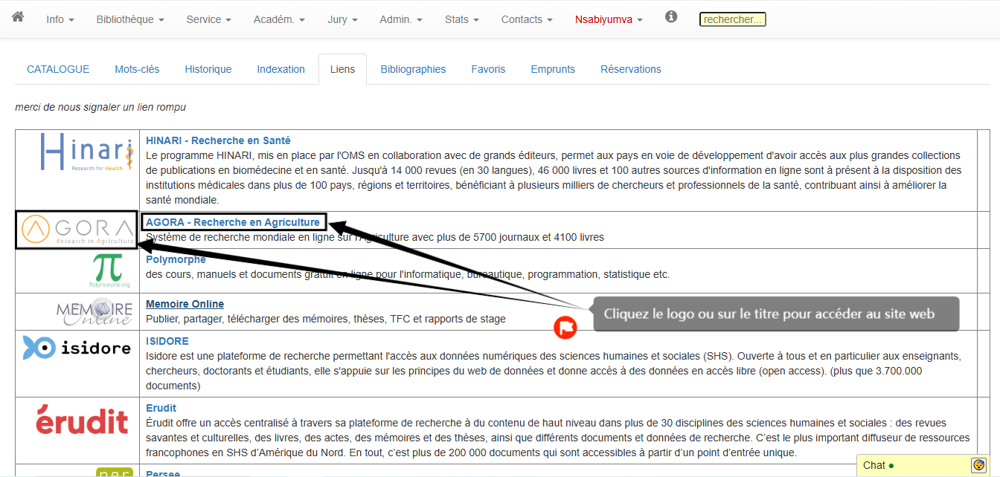 Info Bibliothèque Service Académ. Jury Admin. Stats Contacts Nsabiyumva rechercher...
CATALOGUE Mots-clés Historique Indexation Liens Bibliographies Favoris Emprunts Réservations
merci de nous signaler un lien rompu
Hinari
Research for Health
HINARI - Recherche en Santé
Le programme HINARI, mis en place par l'OMS en collaboration avec de grands éditeurs, permet aux pays en voie de développement d'avoir accès aux plus grandes collections
de publications en biomédecine et en santé. Jusqu'à 14 000 revues (en 30 langues), 46 000 livres et 100 autres sources d'information en ligne sont à présent à la disposition des
institutions médicales dans plus de 100 pays, régions et territoires, bénéficiant à plusieurs milliers de chercheurs et professionnels de la santé, contribuant ainsi à améliorer la
santé mondiale.
AGORA
Research in Agriculture
AGORA - Recherche en Agriculture
Système de recherche mondiale en ligne sur l'Agriculture avec plus de 5700 journaux et 4100 livres
π
Polymorphe.org
Polymorphe
des cours, manuels et documents gratuit en ligne pour l'informatique, bureautique, programmation, statistique etc.
MEMOIRE
Online
Memoire Online
Publier, partager, télécharger des mémoires, thèses, TFC et rapports de stage
Cliquez le logo ou sur le titre pour accéder au site web
isidore
ISIDORE
Isidore est une plateforme de recherche permettant l'accès aux données numériques des sciences humaines et sociales (SHS). Ouverte à tous et en particulier aux enseignants,
chercheurs, doctorants et étudiants, elle s'appuie sur les principes du web de données et donne accès à des données en accès libre (open access). (plus que 3.700.000
documents)
érudit
Erudit
Érudit offre un accès centralisé à travers sa plateforme de recherche à du contenu de haut niveau dans plus de 30 disciplines des sciences humaines et sociales : des revues
savantes et culturelles, des livres, des actes, des mémoires et des thèses, ainsi que différents documents et données de recherche. C'est le plus important diffuseur de ressources
francophones en SHS d'Amérique du Nord. En tout, c'est plus de 200 000 documents qui sont accessibles à partir d'un point d'entrée unique.
per
Persee
Chat